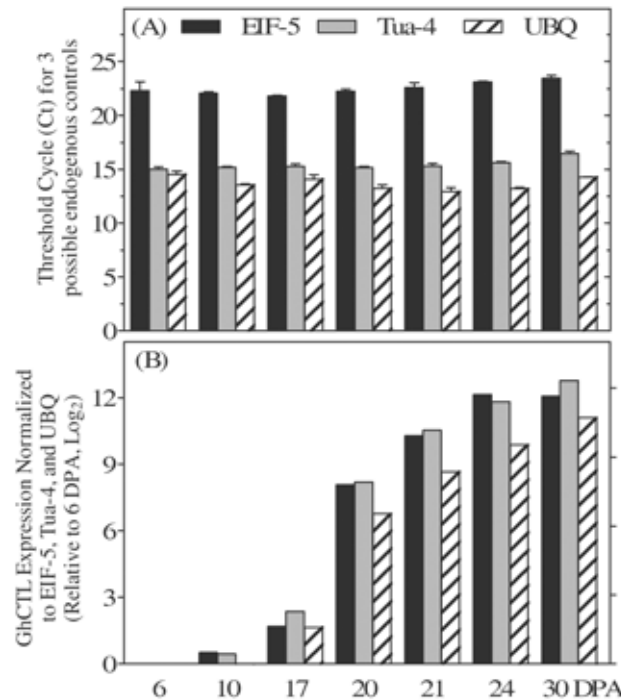 (A) EIF-5 Tua-4 UBQ
Threshold Cycle (Ct) for 3
possible endogenous controls
25
20
15
10
5
0
(B)
GhCTL Expression Normalized
to EIF-5, Tua-4, and UBQ
(Relative to 6 DPA, Log₂)
12
9
6
3
0
6 10 17 20 21 24 30 DPA